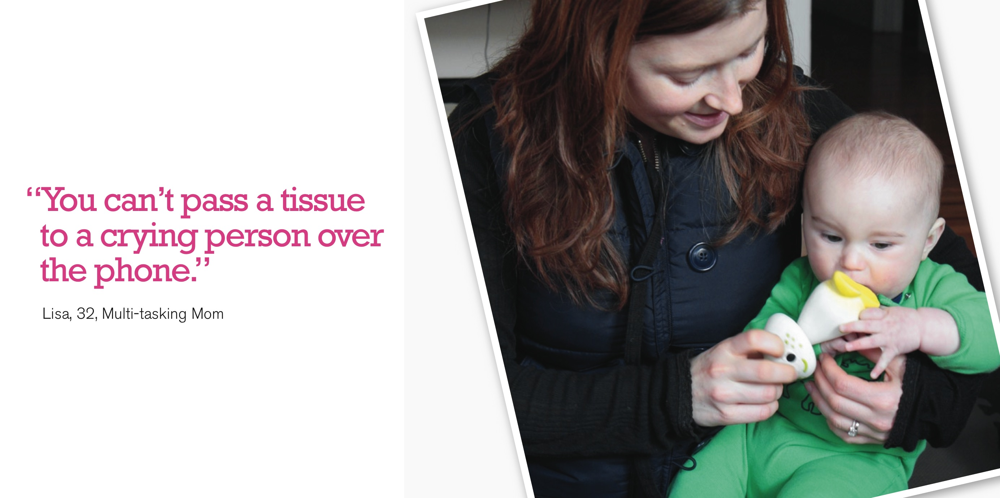 “You can’t pass a tissue
to a crying person over
the phone.”
Lisa, 32, Multi-tasking Mom